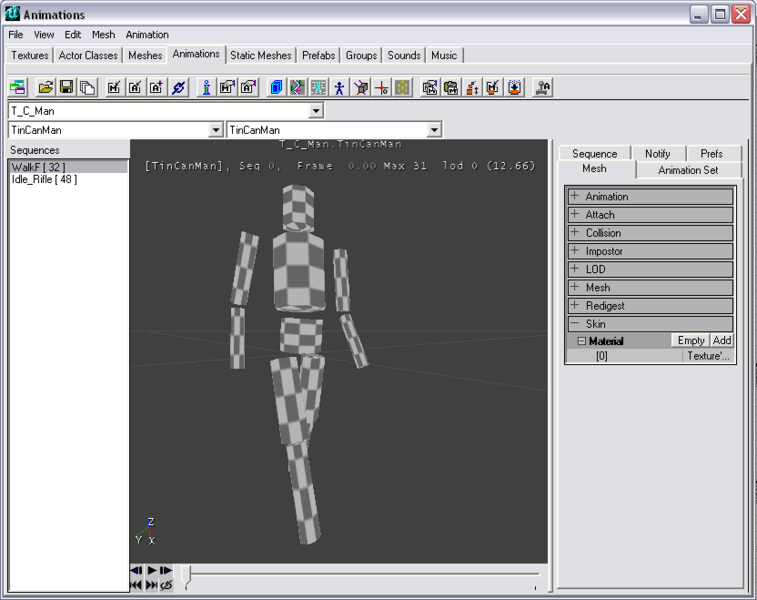 Animations
File View Edit Mesh Animation
Textures Actor Classes Meshes Animations Static Meshes Prefabs Groups Sounds Music
T_C_Man
TinCanMan TinCanMan
Sequences
WalkF [ 32 ]
Idle_Rifle [ 48 ]
T_C_Man.TinCanMan
[TinCanMan], Seq 0, Frame 0.00 Max 31 lod 0 (12.66)
Z
Y X
Sequence Notify Prefs
Mesh Animation Set
Animation
Attach
Collision
Impostor
LOD
Mesh
Redigest
Skin
Material Empty Add
[0] Texture'...